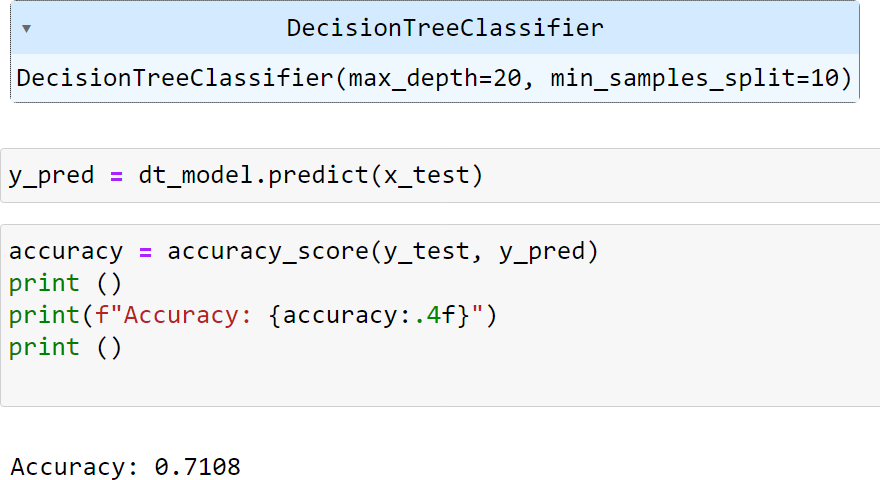 DecisionTreeClassifier
DecisionTreeClassifier(max_depth=20, min_samples_split=10)
y_pred = dt_model.predict(x_test)
accuracy = accuracy_score(y_test, y_pred)
print ()
print(f"Accuracy: {accuracy:.4f}")
print ()
Accuracy: 0.7108